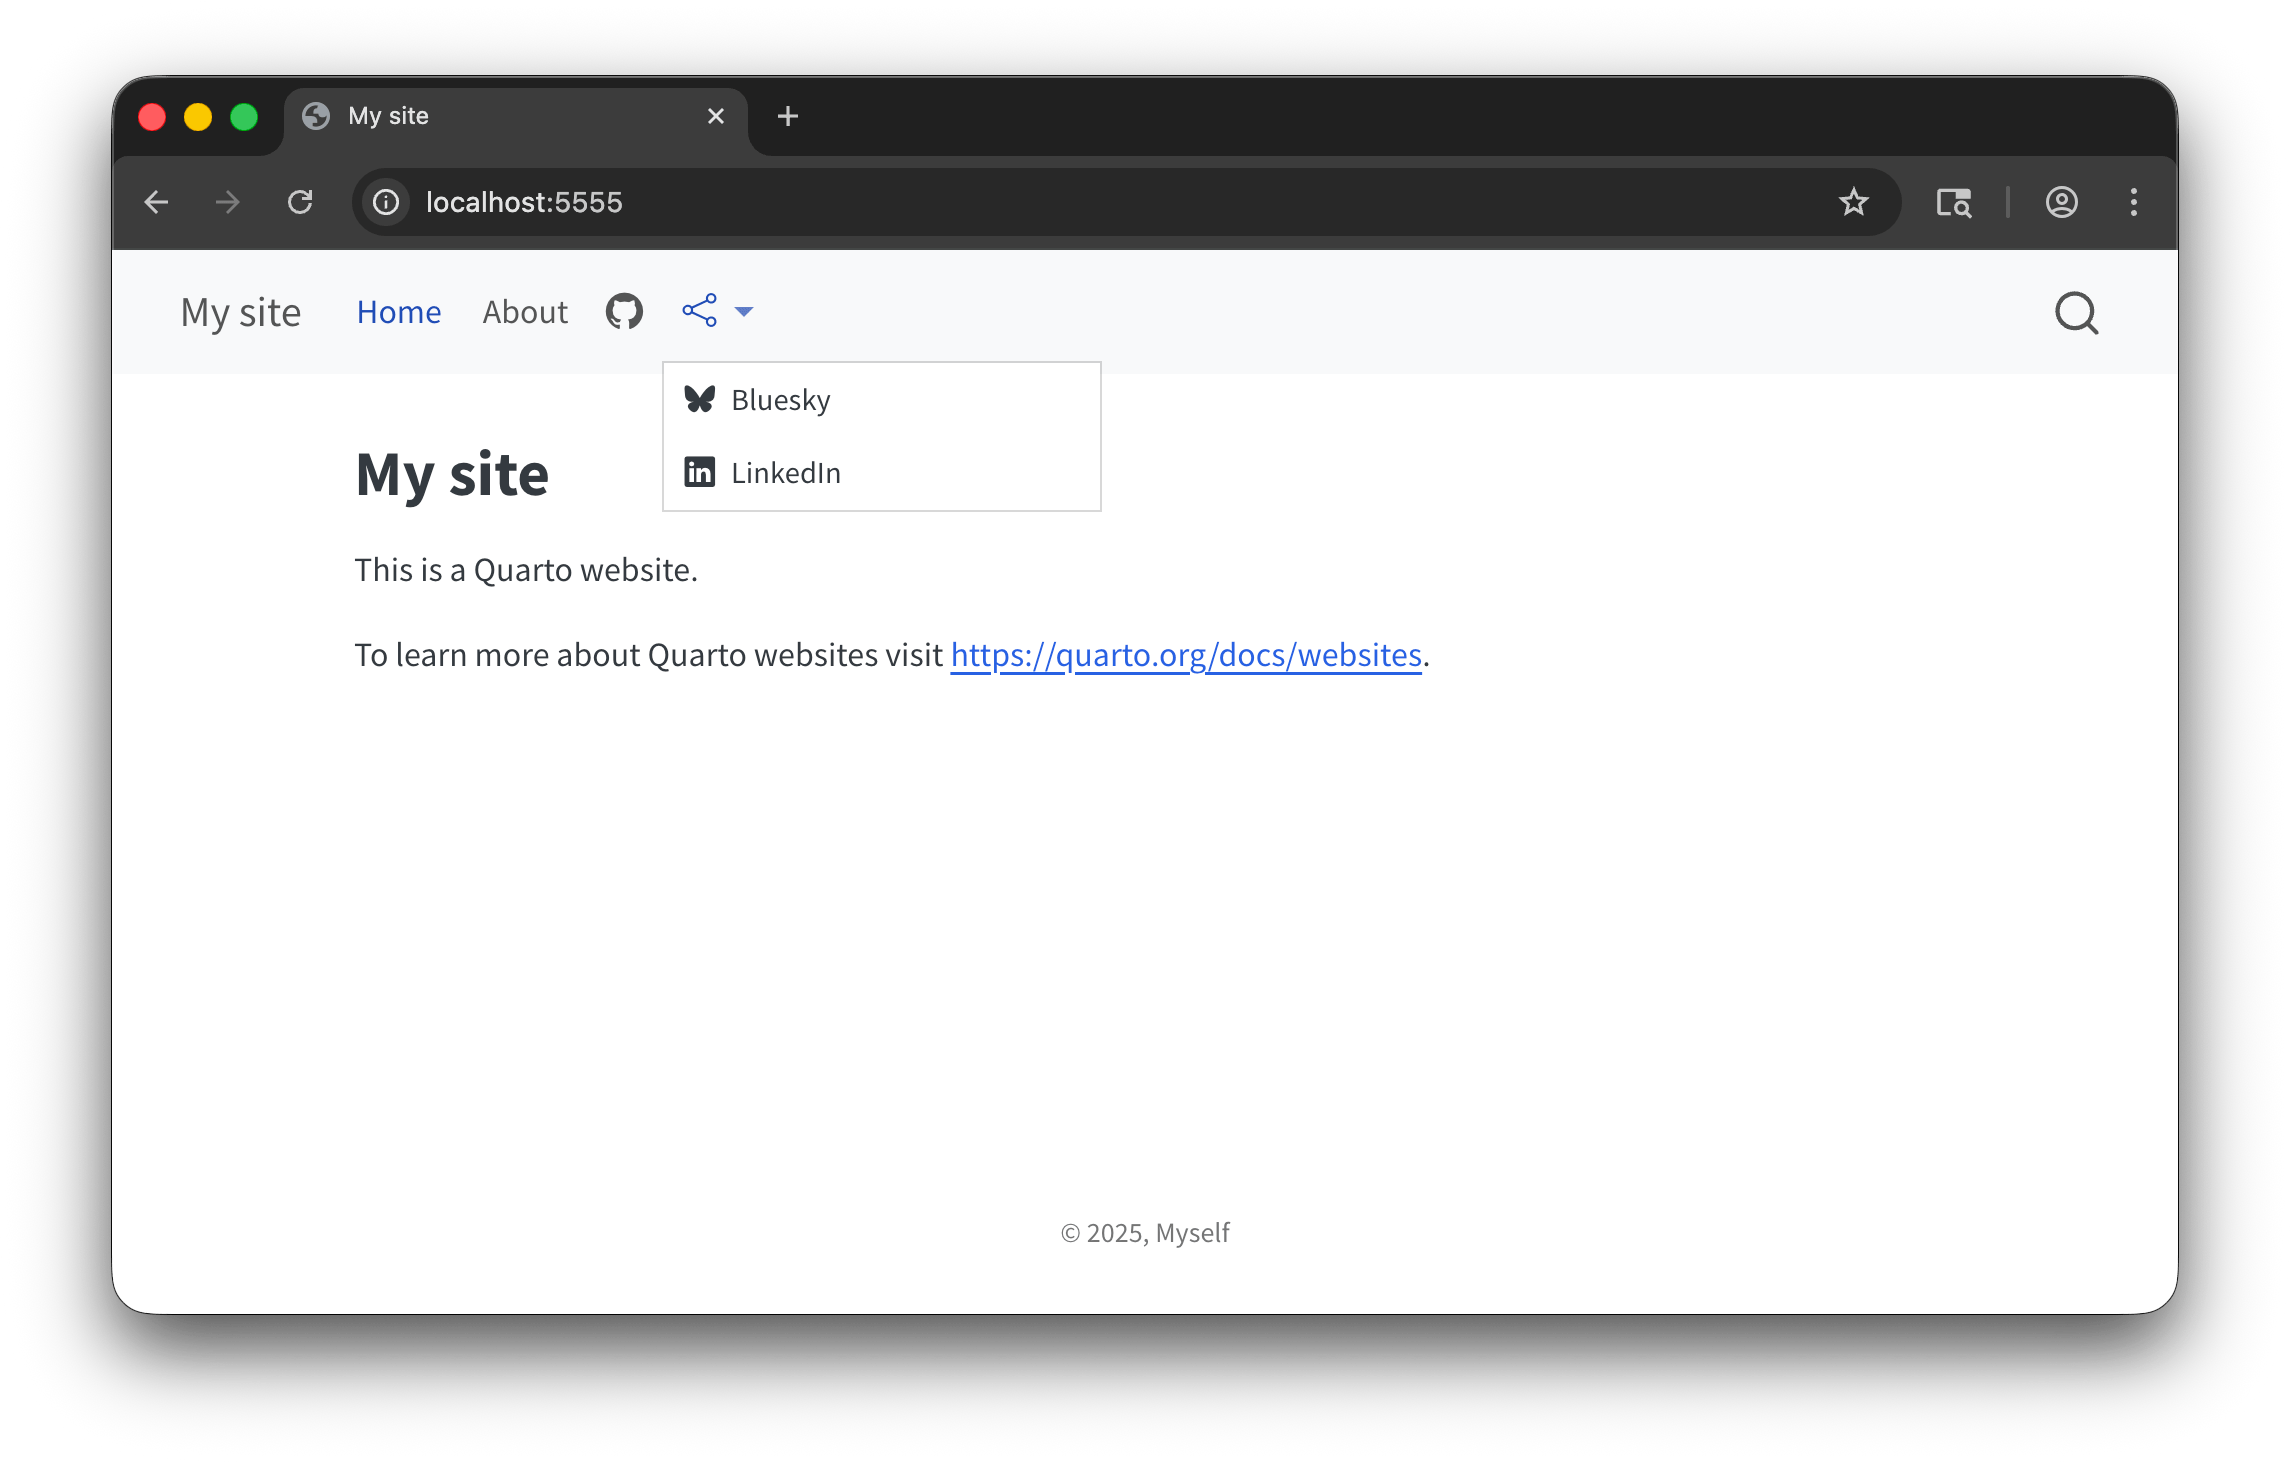 My site
localhost:5555
My site
Home
About
Bluesky
LinkedIn
My site
This is a Quarto website.
To learn more about Quarto websites visit https://quarto.org/docs/websites.
© 2025, Myself